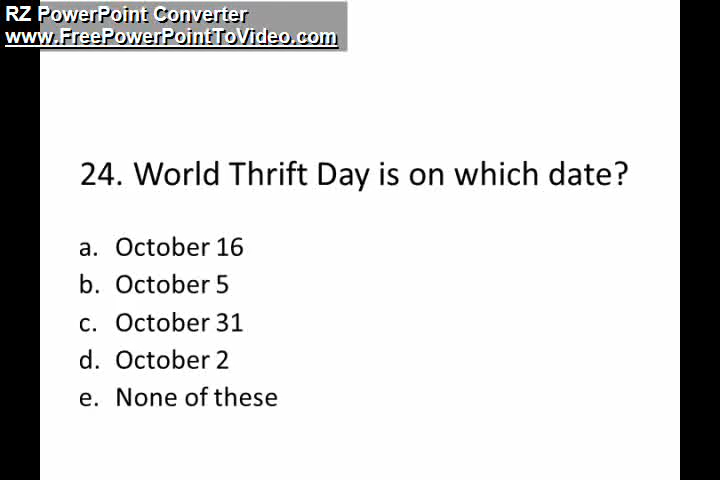 RZ PowerPoint Converter
www.FreePowerPointToVideo.com
24. World Thrift Day is on which date?
a. October 16
b. October 5
c. October 31
d. October 2
e. None of these